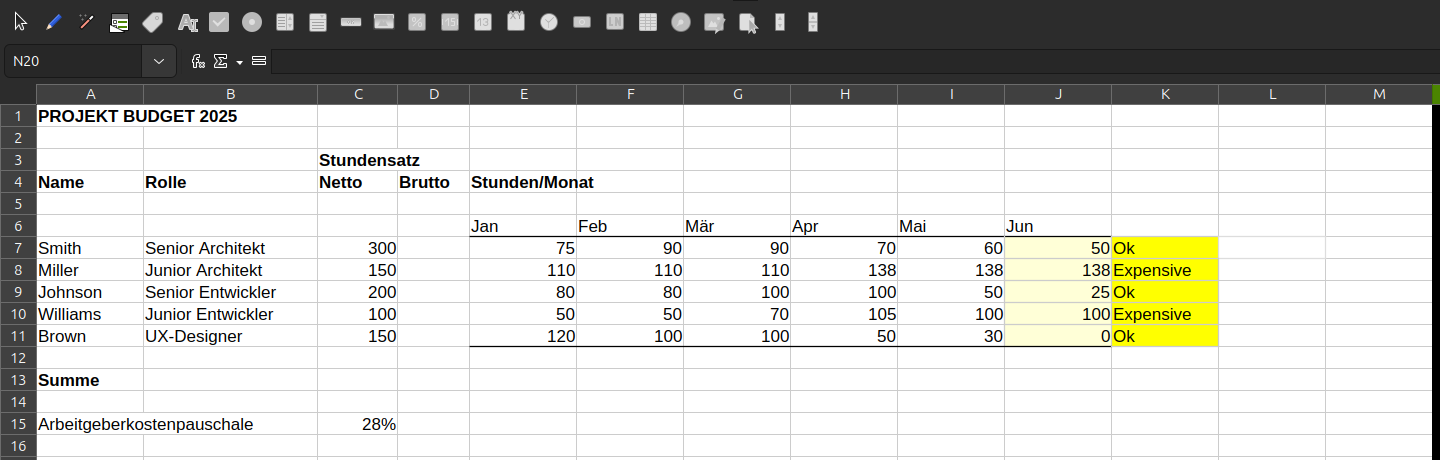 N20
A B C D E F G H I J K L M
1 PROJEKT BUDGET 2025
2
3 Stundensatz
4 Name Rolle Netto Brutto Stunden/Monat
5
6 Jan Feb Mär Apr Mai Jun
7 Smith Senior Architekt 300 75 90 90 70 60 50 Ok
8 Miller Junior Architekt 150 110 110 110 138 138 138 Expensive
9 Johnson Senior Entwickler 200 80 80 100 100 50 25 Ok
10 Williams Junior Entwickler 100 50 50 70 105 100 100 Expensive
11 Brown UX-Designer 150 120 100 100 50 30 0 Ok
12
13 Summe
14
15 Arbeitgeberkostenpauschale 28%
16